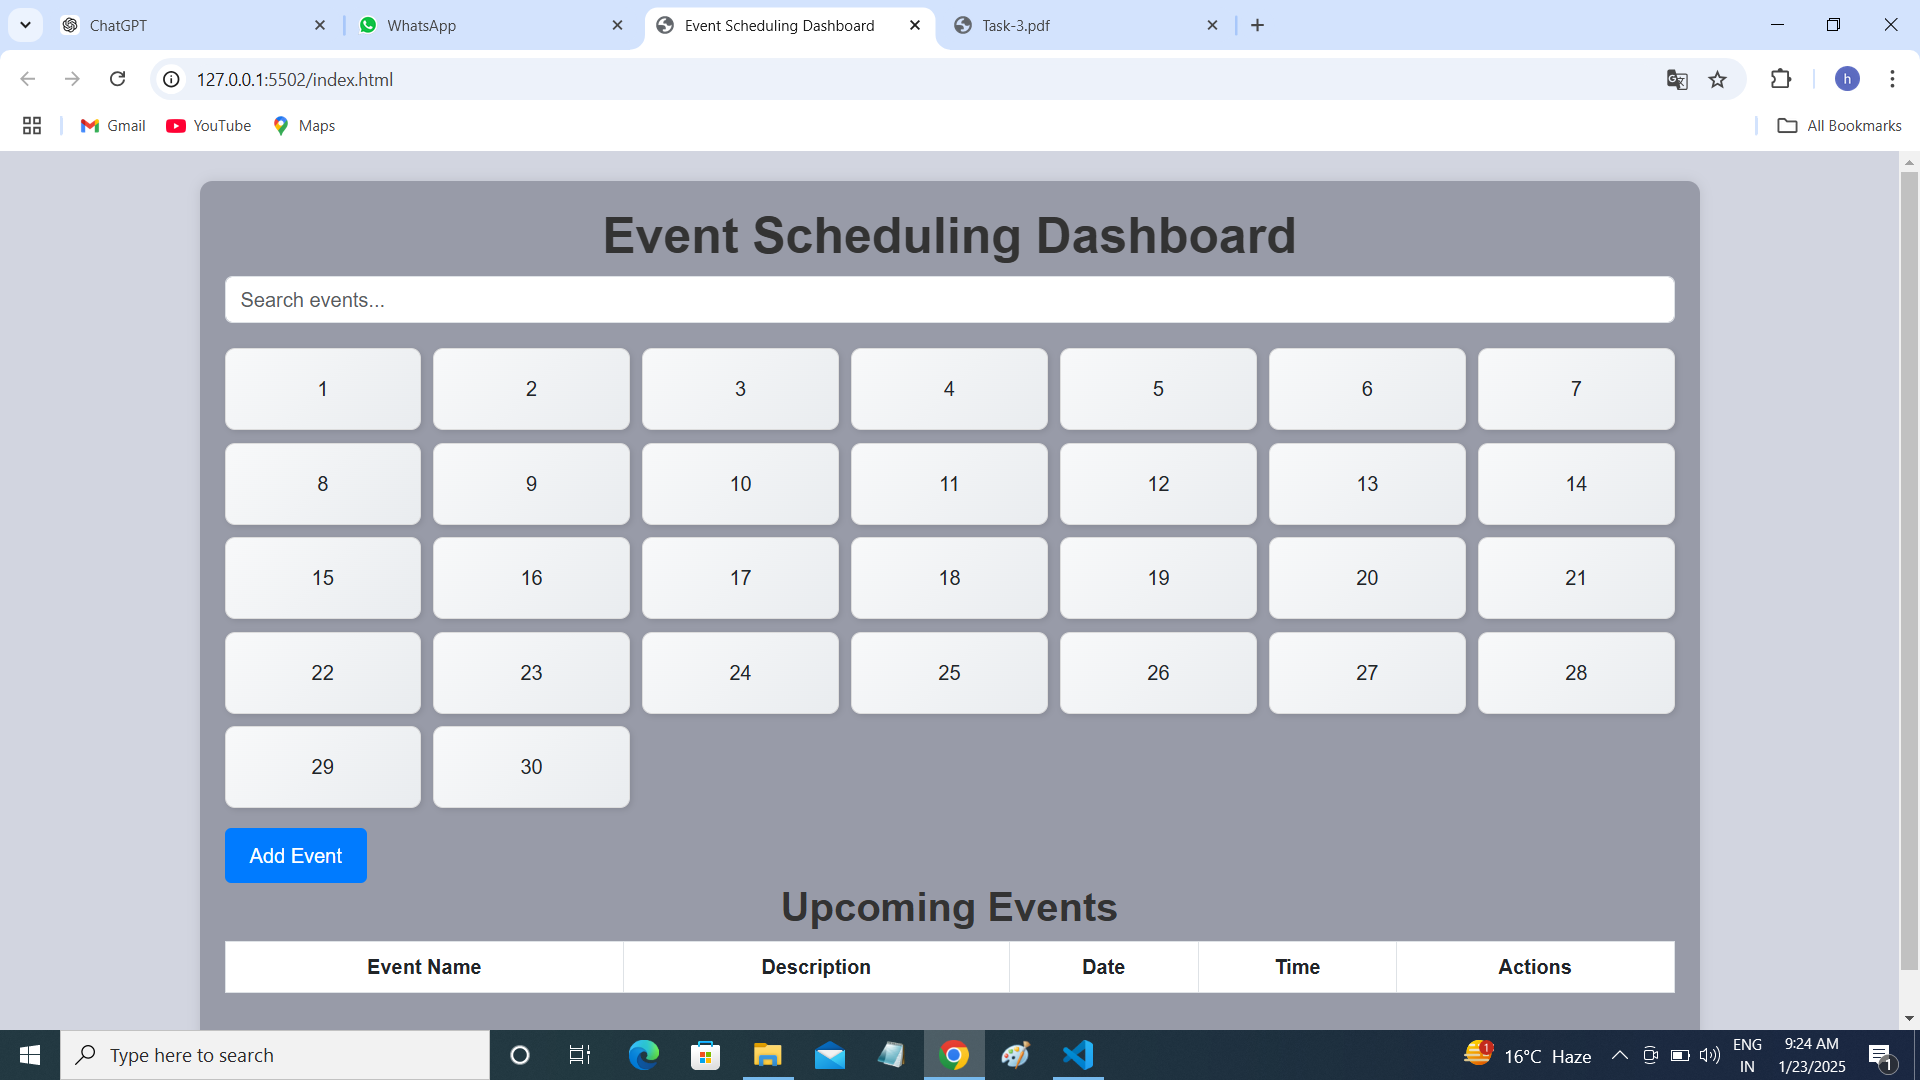 ChatGPT
WhatsApp
Event Scheduling Dashboard
Task-3.pdf
127.0.0.1:5502/index.html
h
Gmail
YouTube
Maps
All Bookmarks
Event Scheduling Dashboard
Search events...
1 2 3 4 5 6 7
8 9 10 11 12 13 14
15 16 17 18 19 20 21
22 23 24 25 26 27 28
29 30
Add Event
Upcoming Events
Event Name Description Date Time Actions
Type here to search
1
16°C Haze
ENG
IN
9:24 AM
1/23/2025
1